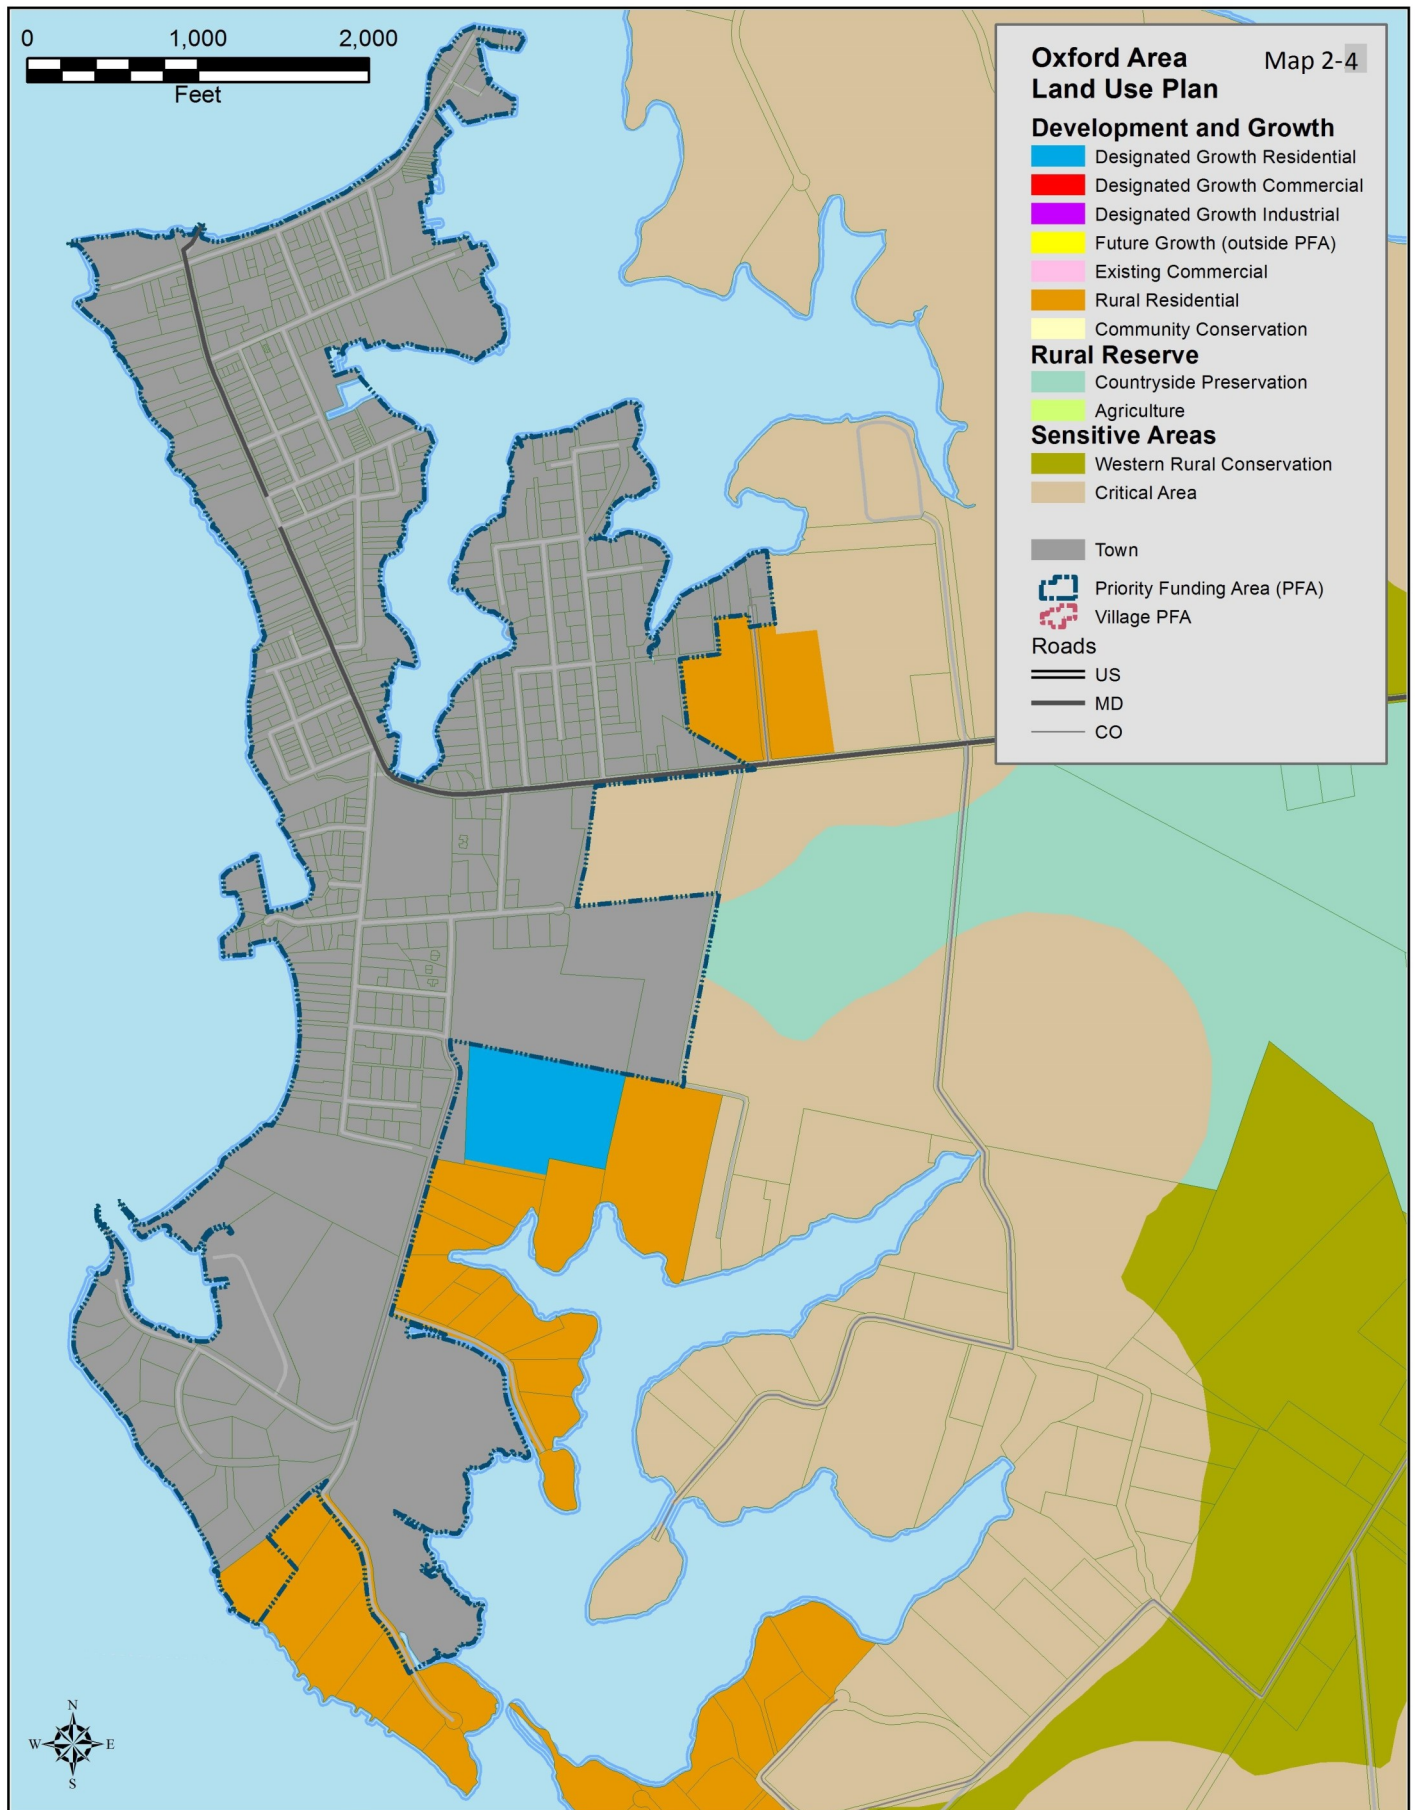 0 1,000 2,000
Feet
Oxford Area Map 2-4
Land Use Plan
Development and Growth
Designated Growth Residential
Designated Growth Commercial
Designated Growth Industrial
Future Growth (outside PFA)
Existing Commercial
Rural Residential
Community Conservation
Rural Reserve
Countryside Preservation
Agriculture
Sensitive Areas
Western Rural Conservation
Critical Area
Town
Priority Funding Area (PFA)
Village PFA
Roads
US
MD
CO
N
W E
S